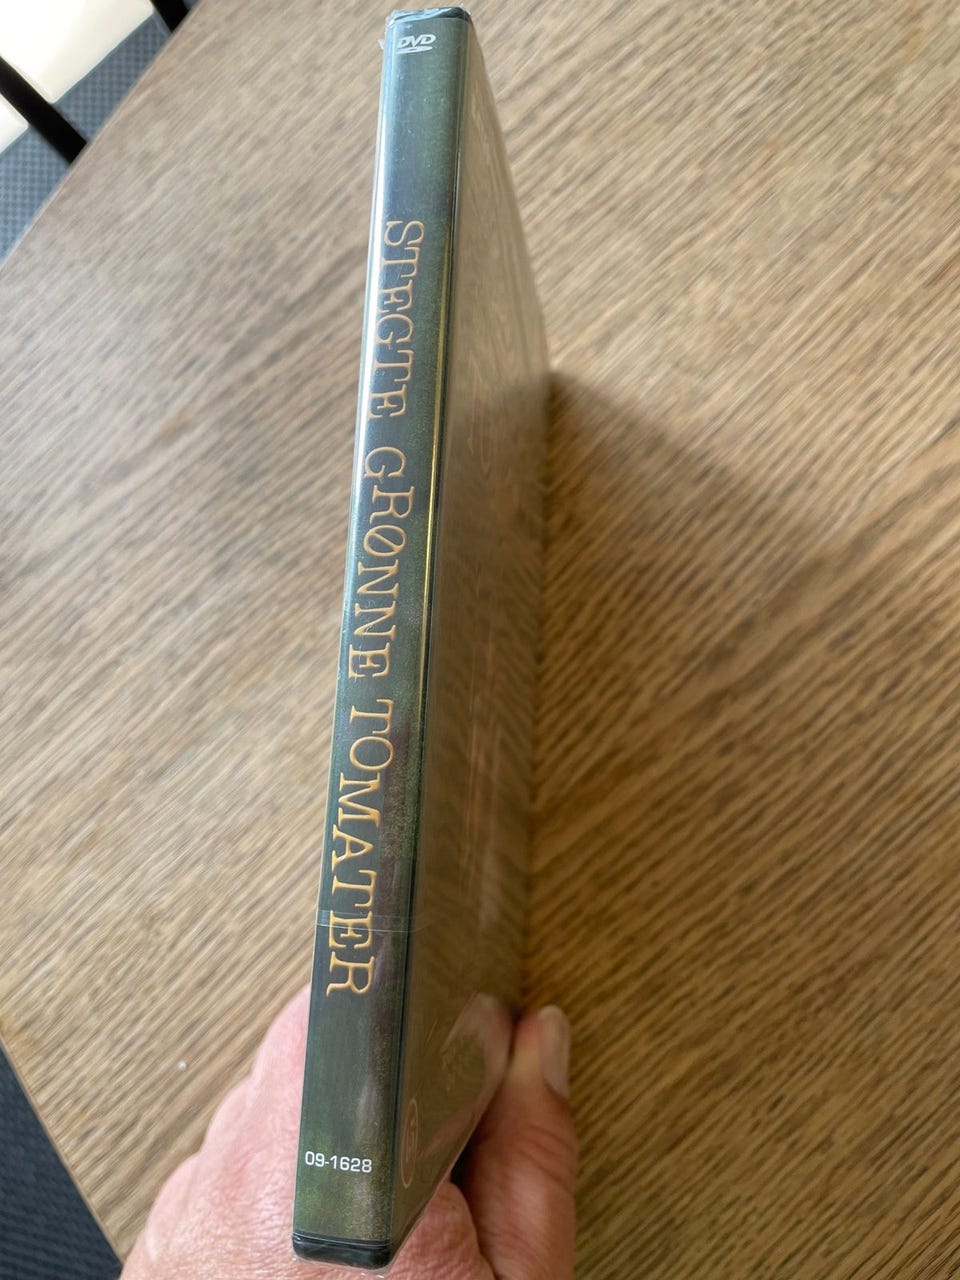 DVD
STEGTE GRØNNE TOMATER
09-1628